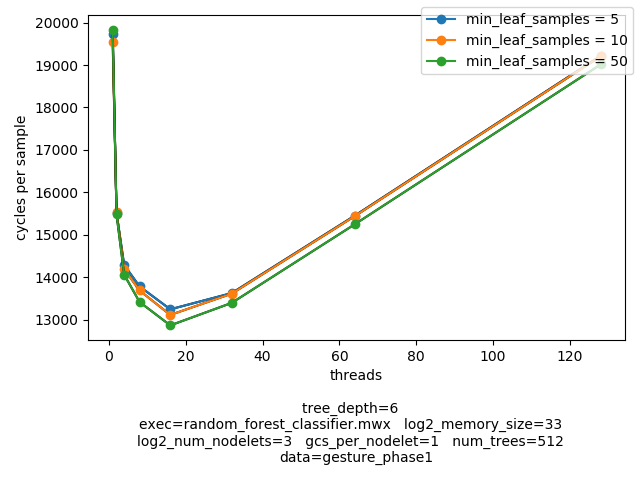 min_leaf_samples = 5
min_leaf_samples = 10
min_leaf_samples = 50
20000
19000
18000
17000
16000
15000
14000
13000
cycles per sample
0 20 40 60 80 100 120
threads
tree_depth=6
exec=random_forest_classifier.mwx log2_memory_size=33
log2_num_nodelets=3 gcs_per_nodelet=1 num_trees=512
data=gesture_phase1